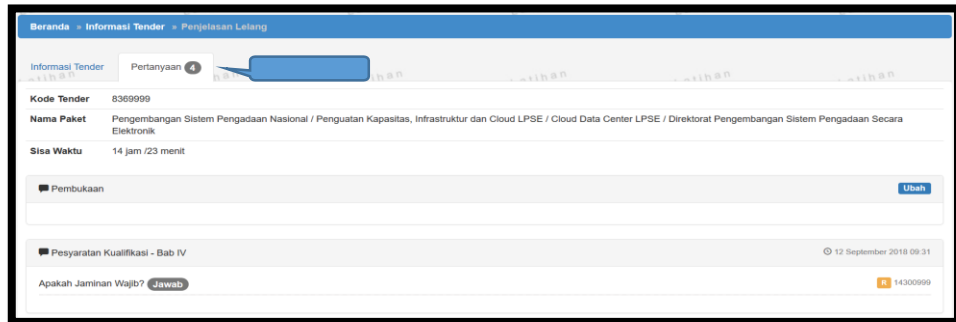 Beranda » Informasi Tender » Penjelasan Lelang
Informasi Tender Pertanyaan 4
Kode Tender 8369999
Nama Paket Pengembangan Sistem Pengadaan Nasional / Penguatan Kapasitas, Infrastruktur dan Cloud LPSE / Cloud Data Center LPSE / Direktorat Pengembangan Sistem Pengadaan Secara
Elektronik
Sisa Waktu 14 jam /23 menit
Pembukaan Ubah
Pesyaratan Kualifikasi - Bab IV 12 September 2018 09:31
Apakah Jaminan Wajib? Jawab R 14300999